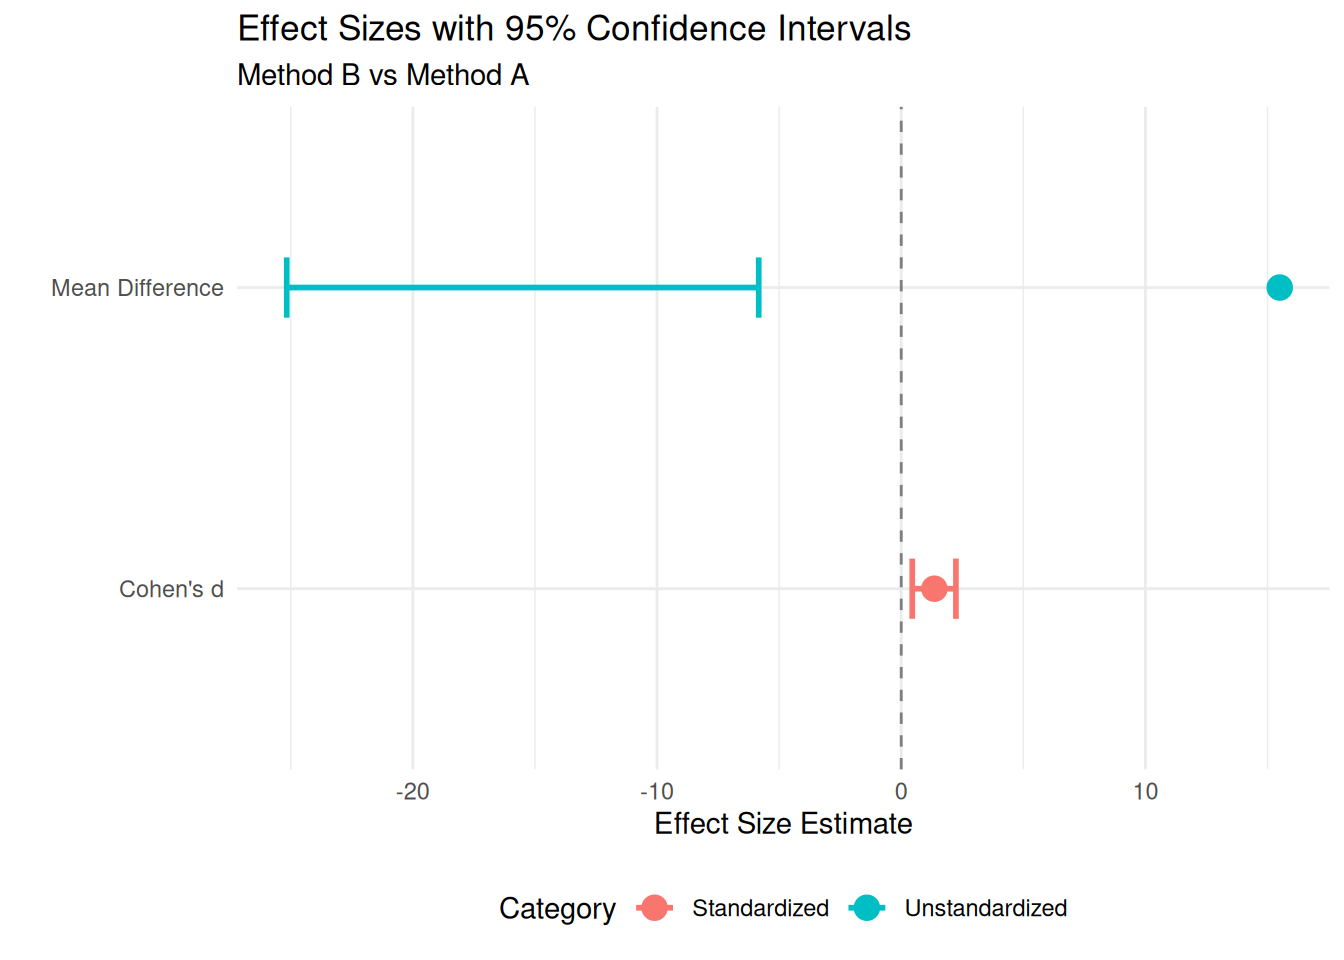 Effect Sizes with 95% Confidence Intervals
Method B vs Method A
Mean Difference
Cohen's d
-20 -10 0 10
Effect Size Estimate
Category Standardized Unstandardized